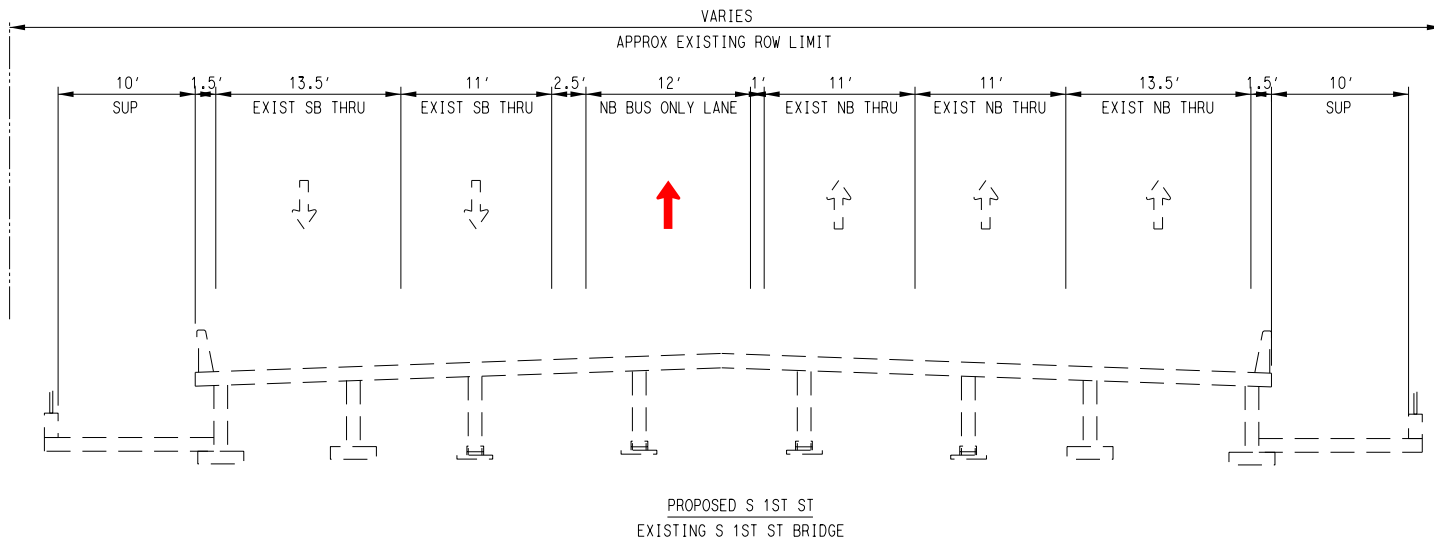 VARIES
APPROX EXISTING ROW LIMIT
10' 1.5' 13.5' 11' 2.5' 12' 1' 11' 11' 13.5' 1.5' 10'
SUP EXIST SB THRU EXIST SB THRU NB BUS ONLY LANE EXIST NB THRU EXIST NB THRU EXIST NB THRU SUP
PROPOSED S 1ST ST
EXISTING S 1ST ST BRIDGE